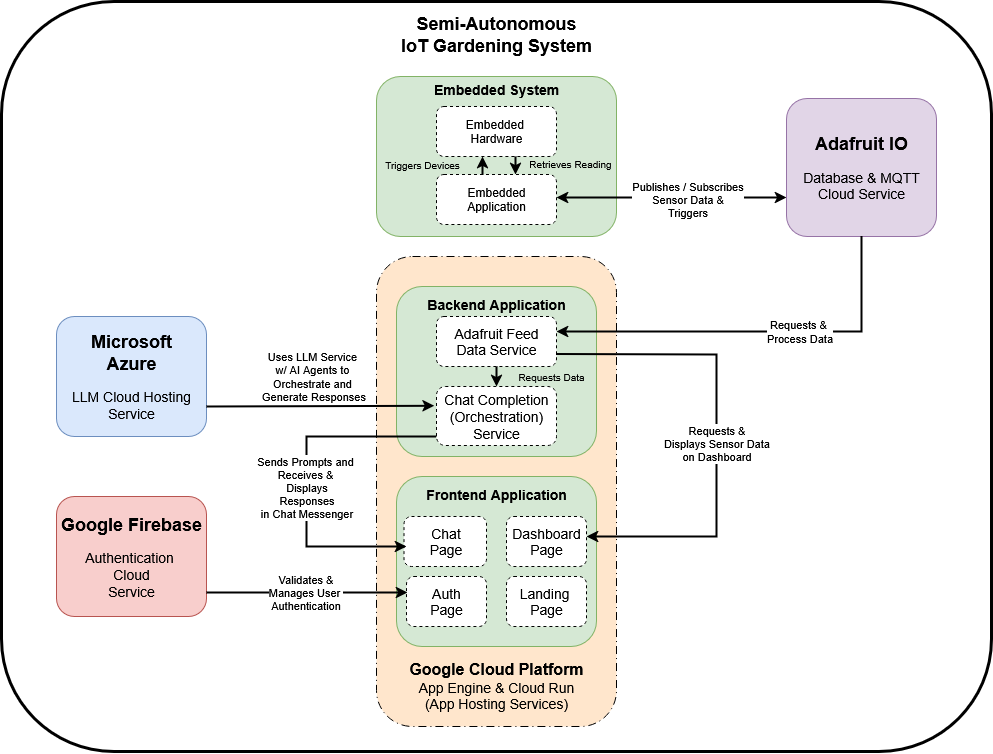 Semi-Autonomous
IoT Gardening System
Embedded System
Embedded
Hardware
Triggers Devices
Retrieves Reading
Embedded
Application
Publishes / Subscribes
Sensor Data &
Triggers
Adafruit IO
Database & MQTT
Cloud Service
Backend Application
Adafruit Feed
Data Service
Requests &
Process Data
Requests Data
Chat Completion
(Orchestration)
Service
Microsoft
Azure
LLM Cloud Hosting
Service
Uses LLM Service
w/ AI Agents to
Orchestrate and
Generate Responses
Requests &
Displays Sensor Data
on Dashboard
Sends Prompts and
Receives &
Displays
Responses
in Chat Messenger
Frontend Application
Chat
Page
Dashboard
Page
Auth
Page
Landing
Page
Google Firebase
Authentication
Cloud
Service
Validates &
Manages User
Authentication
Google Cloud Platform
App Engine & Cloud Run
(App Hosting Services)